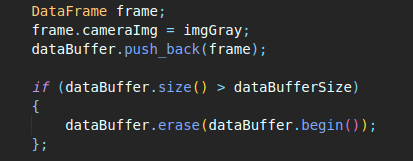 DataFrame frame;
frame.cameraImg = imgGray;
dataBuffer.push_back(frame);

if (dataBuffer.size() > dataBufferSize)
{
    dataBuffer.erase(dataBuffer.begin());
};